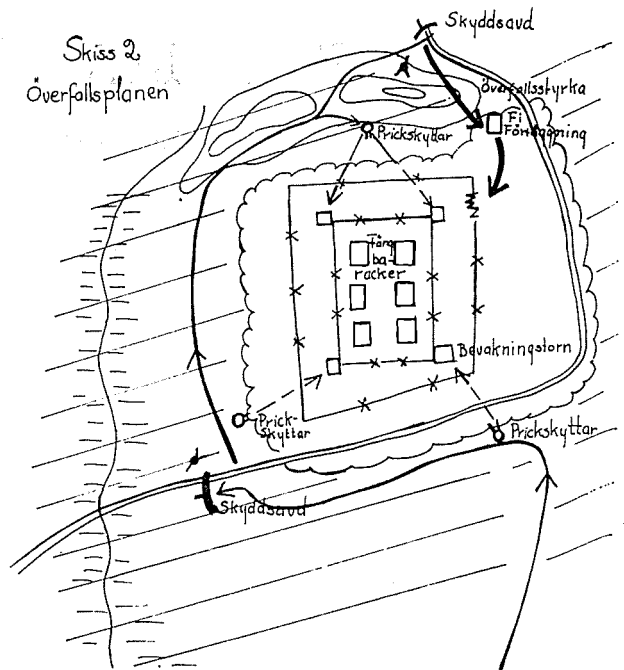 Skiss 2
Överfallsplanen
Skyddsavd
Överfallsstyrka
Fi
Förläggning
Prickskyttar
Fång
ba-
racker
Bevakningstorn
Prick-
skyttar
Prickskyttar
Skyddsavd